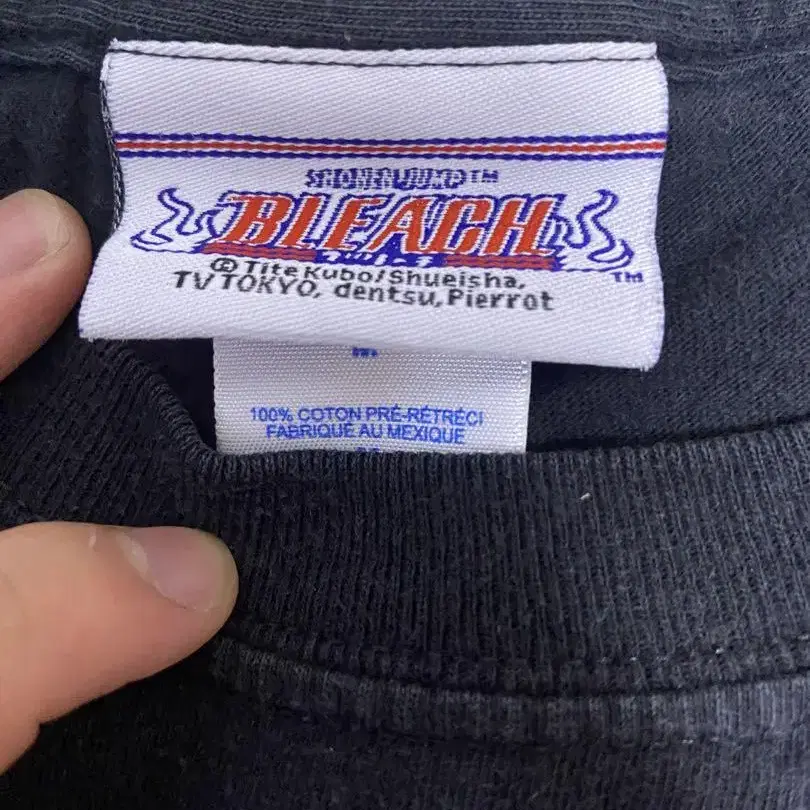 SHONEN JUMP™
BLEACH
TM
© Tite Kubo/Shueisha,
TV TOKYO, dentsu, Pierrot
100% COTON PRÉ-RÉTRÉCI
FABRIQUÉ AU MEXIQUE